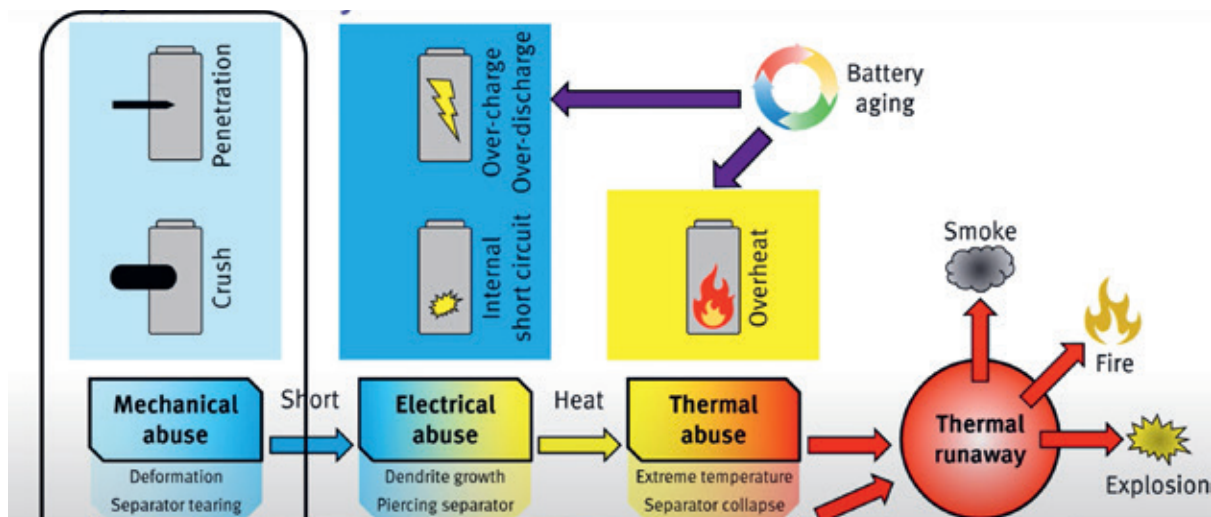 Penetration
Crush
Over-charge
Over-discharge
Internal
short circuit
Battery
aging
Overheat
Smoke
Fire
Explosion
Mechanical
abuse
Short
Electrical
abuse
Heat
Thermal
abuse
Thermal
runaway
Deformation
Separator tearing
Dendrite growth
Piercing separator
Extreme temperature
Separator collapse